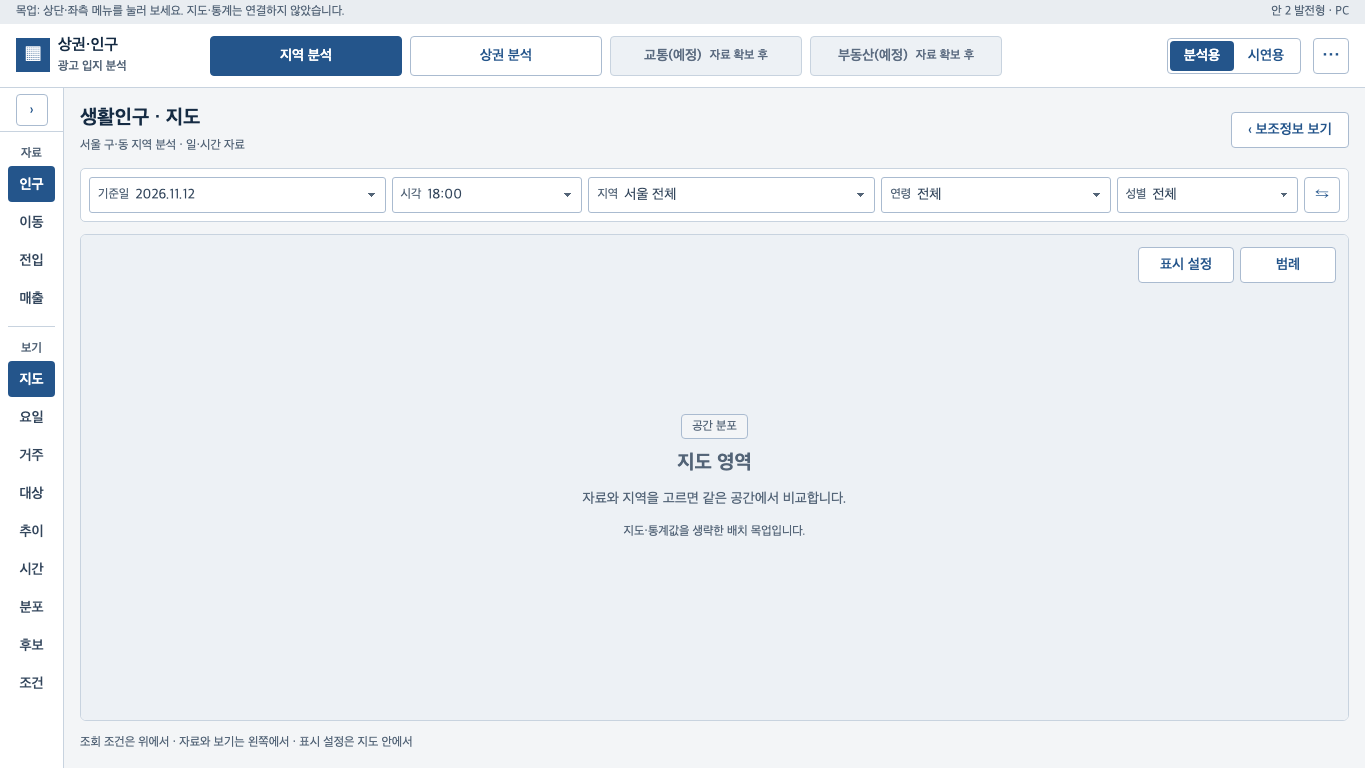 목업: 상단·좌측 메뉴를 눌러 보세요. 지도·통계는 연결하지 않았습니다.
안 2 발전형 · PC
상권·인구
광고 입지 분석
지역 분석
상권 분석
교통(예정) 자료 확보 후
부동산(예정) 자료 확보 후
분석용
시연용
···
›
자료
인구
이동
전입
매출
보기
지도
요일
거주
대상
추이
시간
분포
후보
조건
생활인구 · 지도
서울 구·동 지역 분석 · 일·시간 자료
‹ 보조정보 보기
기준일 2026.11.12
시각 18:00
지역 서울 전체
연령 전체
성별 전체
⇆
표시 설정
범례
공간 분포
지도 영역
자료와 지역을 고르면 같은 공간에서 비교합니다.
지도·통계값을 생략한 배치 목업입니다.
조회 조건은 위에서 · 자료와 보기는 왼쪽에서 · 표시 설정은 지도 안에서